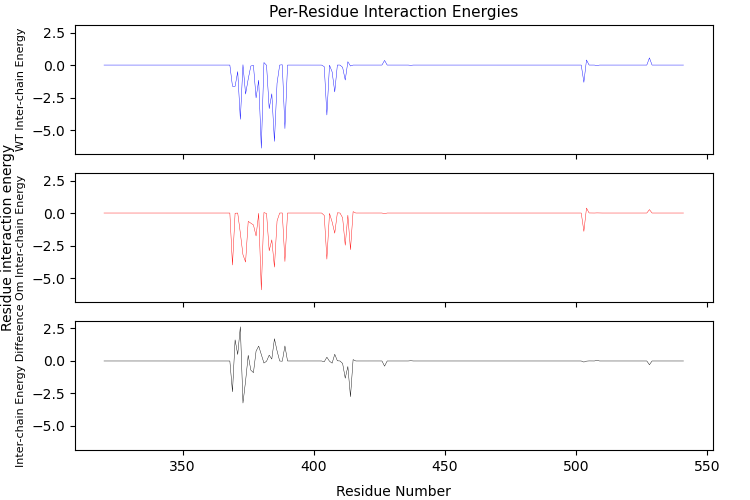 Per-Residue Interaction Energies
Residue interaction energy
WT Inter-chain Energy
2.5
0.0
−2.5
−5.0
Om Inter-chain Energy
2.5
0.0
−2.5
−5.0
Inter-chain Energy Difference
2.5
0.0
−2.5
−5.0
350
400
450
500
550
Residue Number